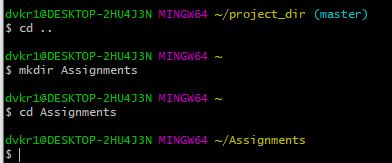 dvkr1@DESKTOP-2HU4J3N MINGW64 ~/project_dir (master)
$ cd ..
dvkr1@DESKTOP-2HU4J3N MINGW64 ~
$ mkdir Assignments
dvkr1@DESKTOP-2HU4J3N MINGW64 ~
$ cd Assignments
dvkr1@DESKTOP-2HU4J3N MINGW64 ~/Assignments
$